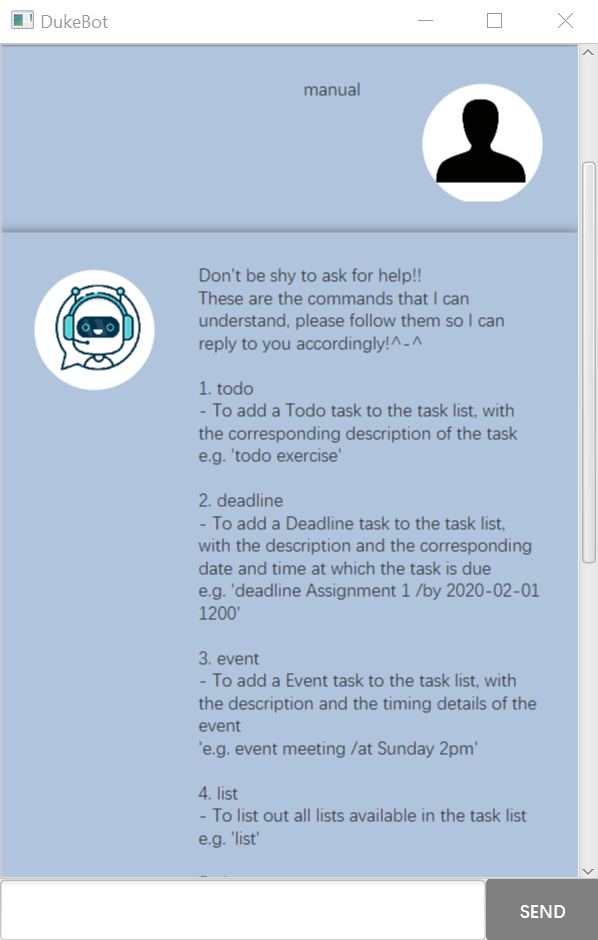 DukeBot
manual
Don't be shy to ask for help!!
These are the commands that I can
understand, please follow them so I can
reply to you accordingly!^-^
1. todo
- To add a Todo task to the task list, with
the corresponding description of the task
e.g. 'todo exercise'
2. deadline
- To add a Deadline task to the task list,
with the description and the corresponding
date and time at which the task is due
e.g. 'deadline Assignment 1 /by 2020-02-01
1200'
3. event
- To add a Event task to the task list, with
the description and the timing details of the
event
'e.g. event meeting /at Sunday 2pm'
4. list
- To list out all lists available in the task list
e.g. 'list'
SEND